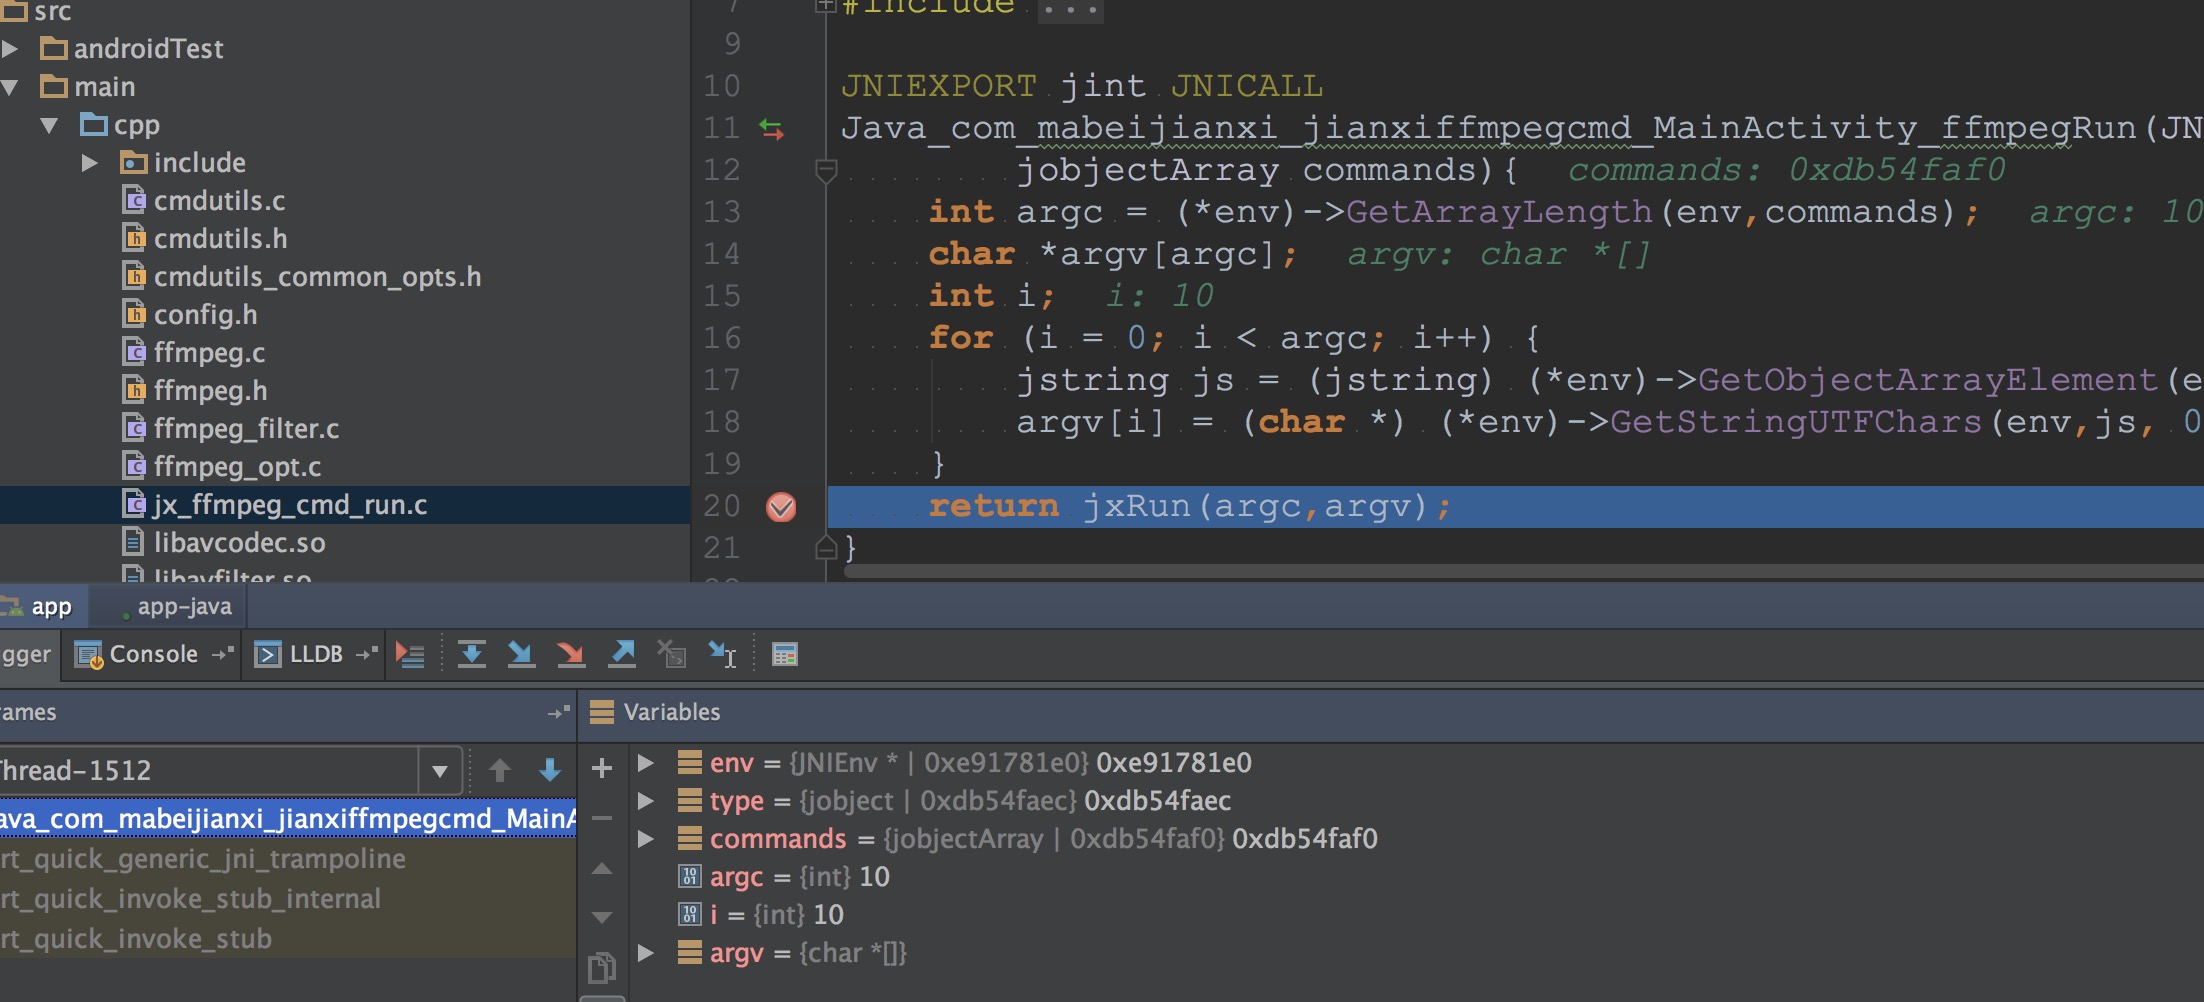 src
androidTest
main
cpp
include
cmdutils.c
cmdutils.h
cmdutils_common_opts.h
config.h
ffmpeg.c
ffmpeg.h
ffmpeg_filter.c
ffmpeg_opt.c
jx_ffmpeg_cmd_run.c
libavcodec.so
libavfilter.so
7 #include ...
9
10 JNIEXPORT jint JNICALL
11 Java_com_mabeijianxi_jianxiffmpegcmd_MainActivity_ffmpegRun(JN
12 jobjectArray commands){ commands: 0xdb54faf0
13 int argc = (*env)->GetArrayLength(env,commands); argc: 10
14 char *argv[argc]; argv: char *[]
15 int i; i: 10
16 for (i = 0; i < argc; i++) {
17 jstring js = (jstring) (*env)->GetObjectArrayElement(e
18 argv[i] = (char *) (*env)->GetStringUTFChars(env,js, 0
19 }
20 return jxRun(argc,argv);
21 }
app app-java
gger Console LLDB
ames Variables
Thread-1512
ava_com_mabeijianxi_jianxiffmpegcmd_MainA
rt_quick_generic_jni_trampoline
rt_quick_invoke_stub_internal
rt_quick_invoke_stub
env = {JNIEnv * | 0xe91781e0} 0xe91781e0
type = {jobject | 0xdb54faec} 0xdb54faec
commands = {jobjectArray | 0xdb54faf0} 0xdb54faf0
argc = {int} 10
i = {int} 10
argv = {char *[]}